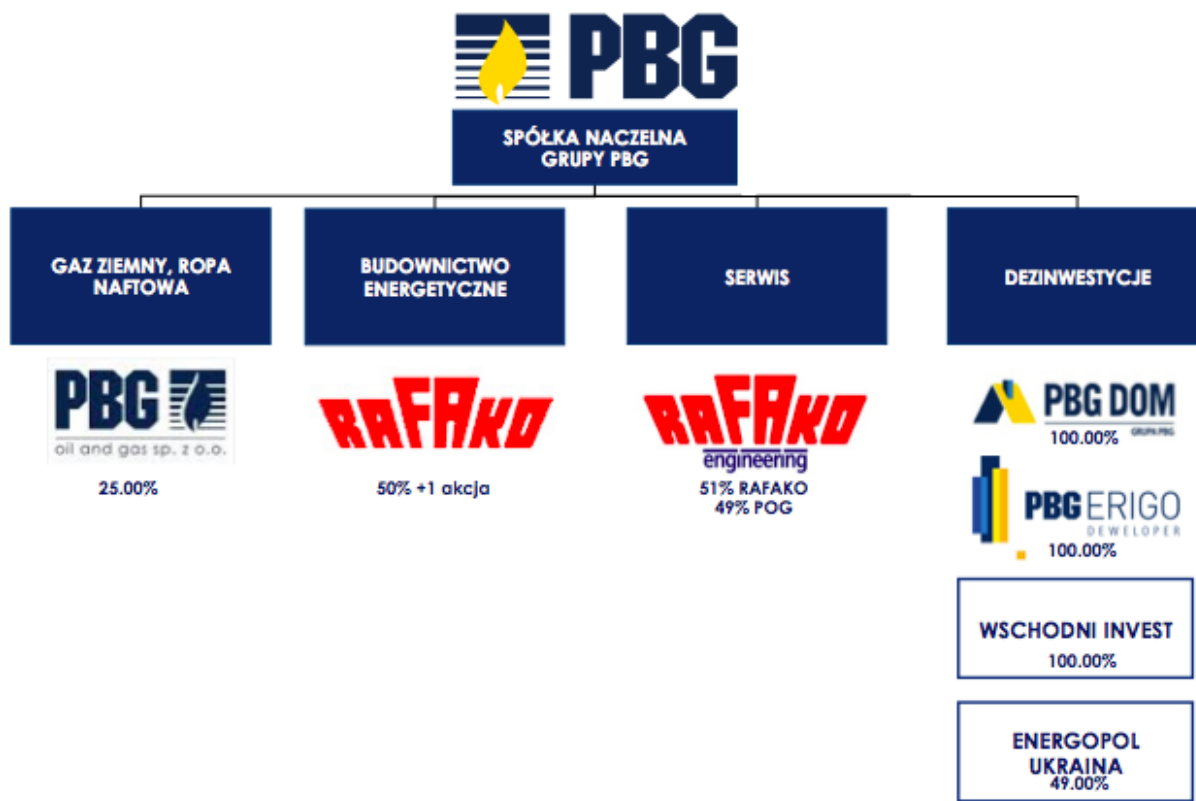 PBG
SPÓŁKA NACZELNA
GRUPY PBG
GAZ ZIEMNY, ROPA
NAFTOWA
PBG
oil and gas sp. z o.o.
25.00%
BUDOWNICTWO
ENERGETYCZNE
RAFAKO
50% +1 akcja
SERWIS
RAFAKO
engineering
51% RAFAKO
49% POG
DEZINWESTYCJE
PBG DOM
GRUPA PBG
100.00%
PBG ERIGO
DEWELOPER
100.00%
WSCHODNI INVEST
100.00%
ENERGOPOL
UKRAINA
49.00%